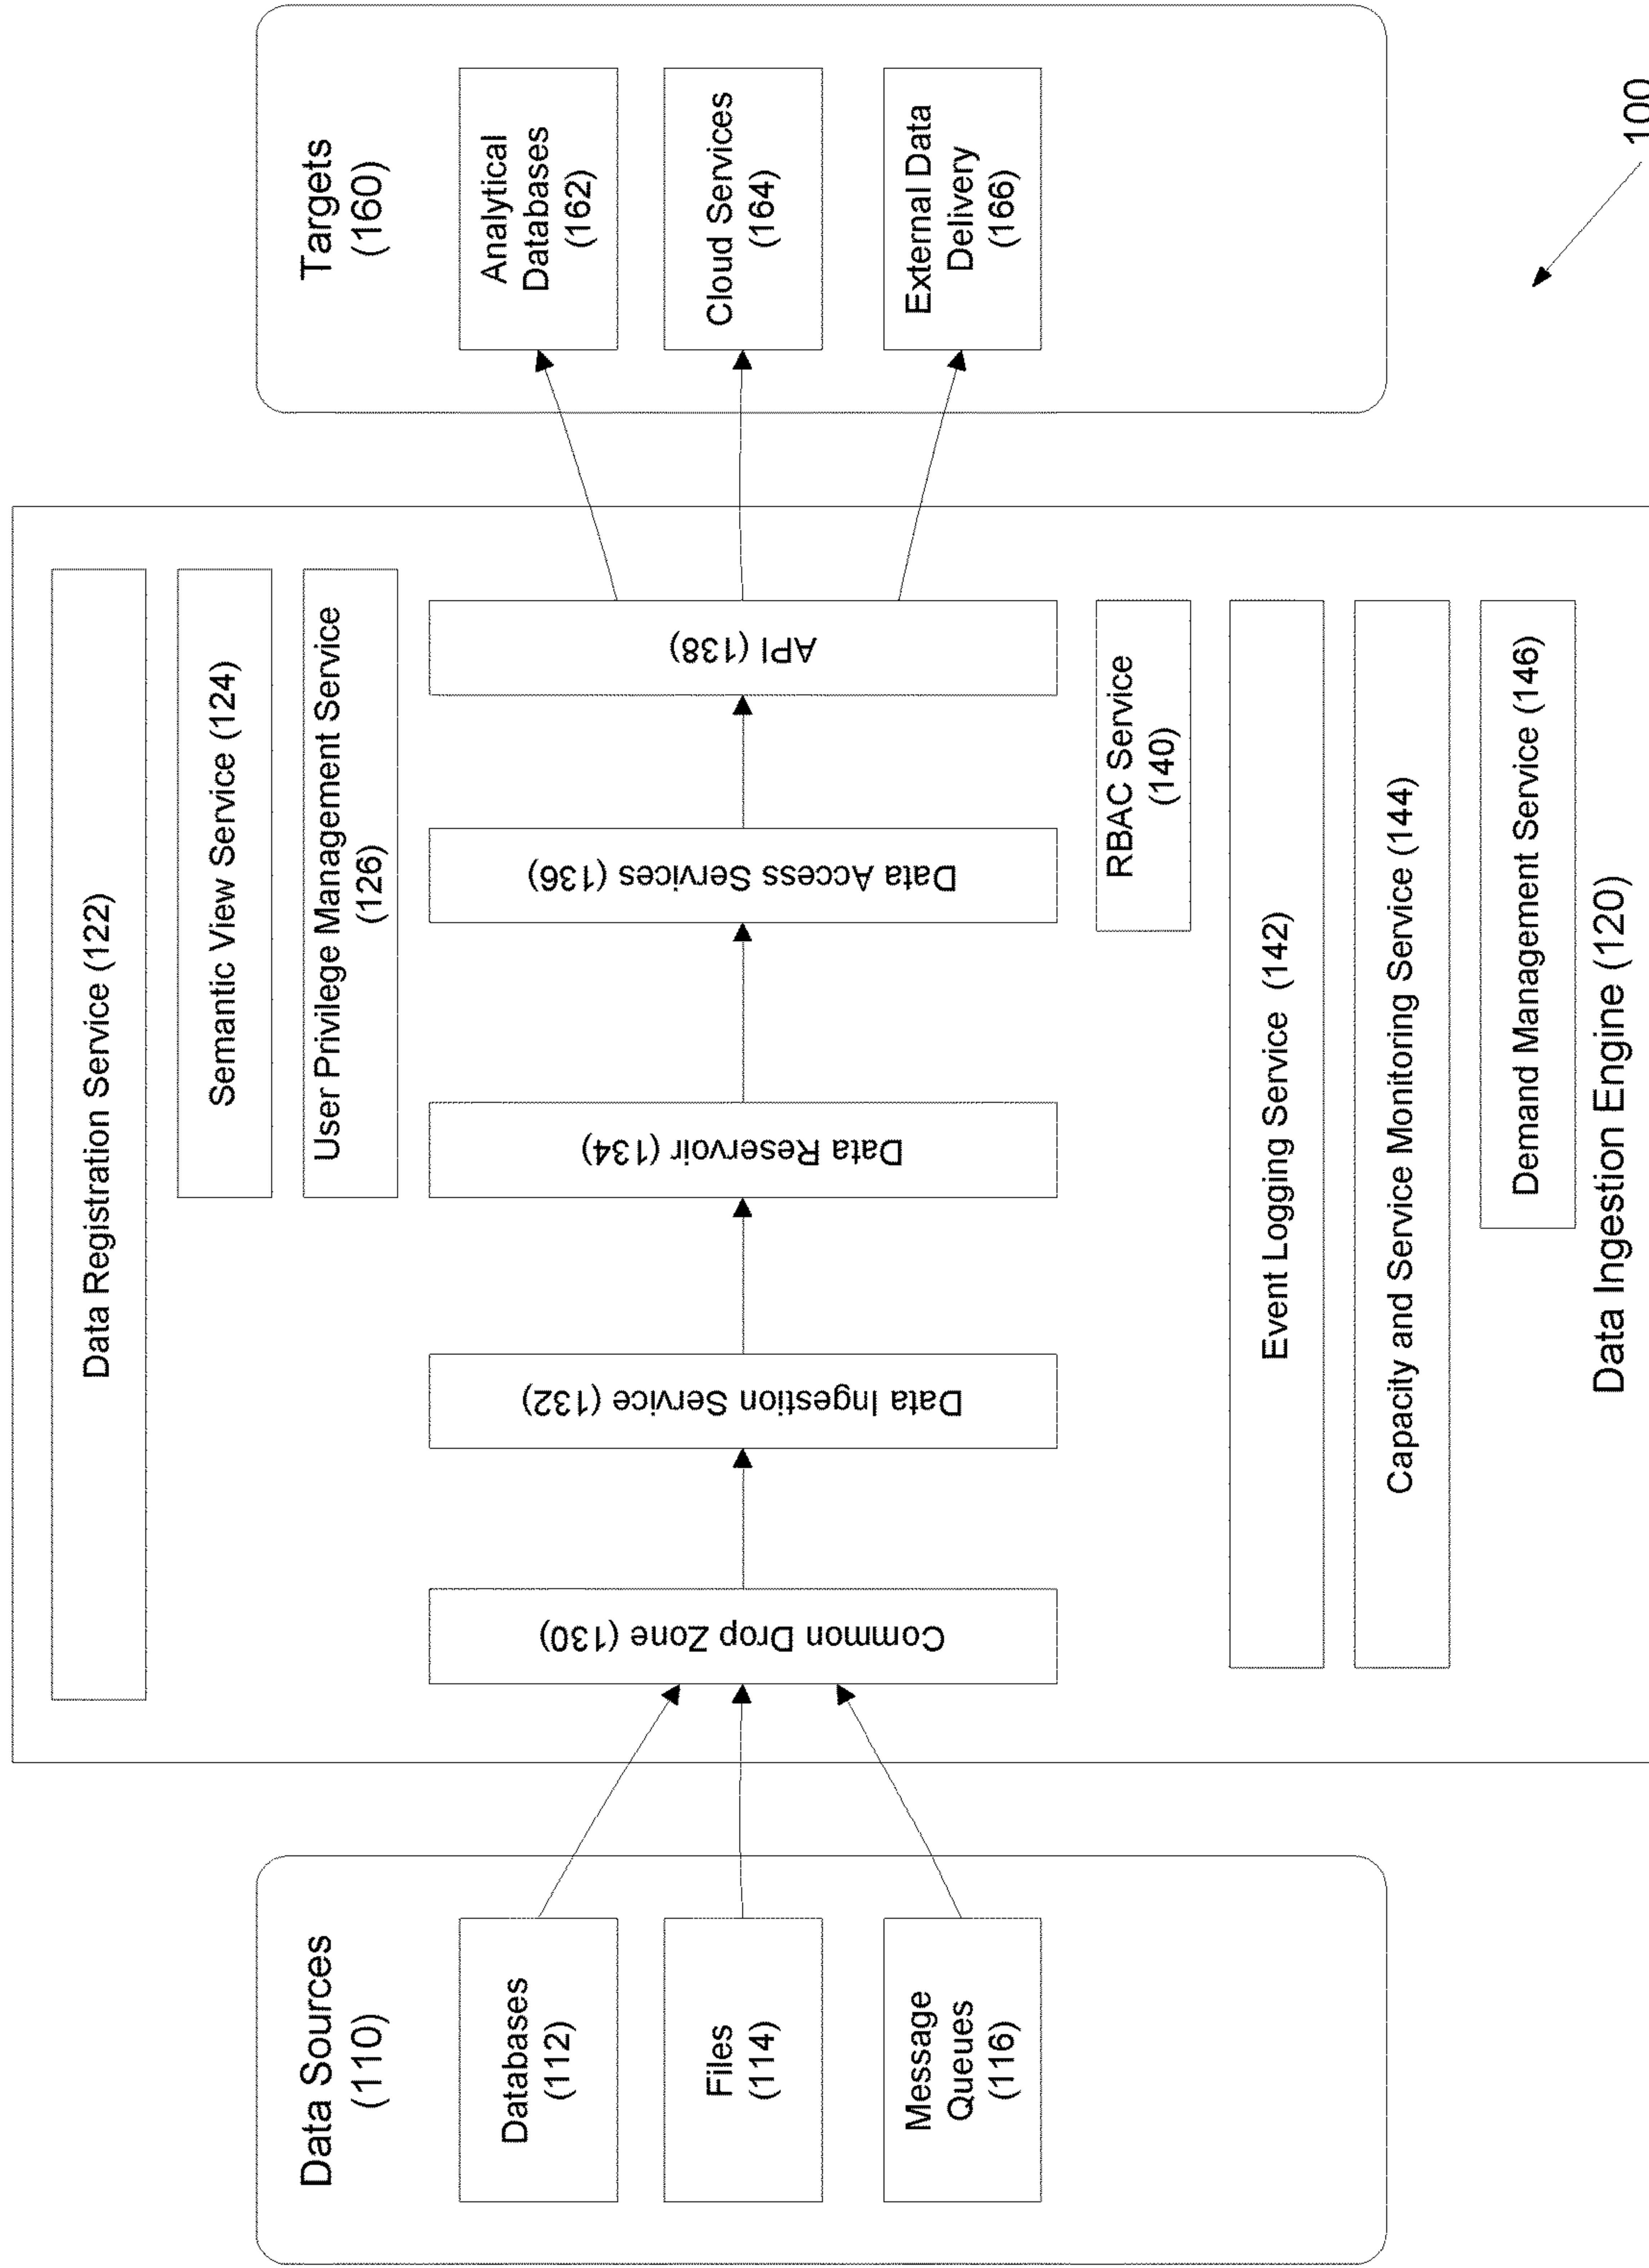 Data Sources
(110)
Databases
(112)
Files
(114)
Message
Queues
(116)
Data Registration Service (122)
Semantic View Service (124)
User Privilege Management Service
(126)
Common Drop Zone (130)
Data Ingestion Service (132)
Data Reservoir (134)
Data Access Services (136)
API (138)
RBAC Service
(140)
Event Logging Service  (142)
Capacity and Service Monitoring Service (144)
Demand Management Service (146)
Data Ingestion Engine (120)
Targets
(160)
Analytical
Databases
(162)
Cloud Services
(164)
External Data
Delivery
(166)
100